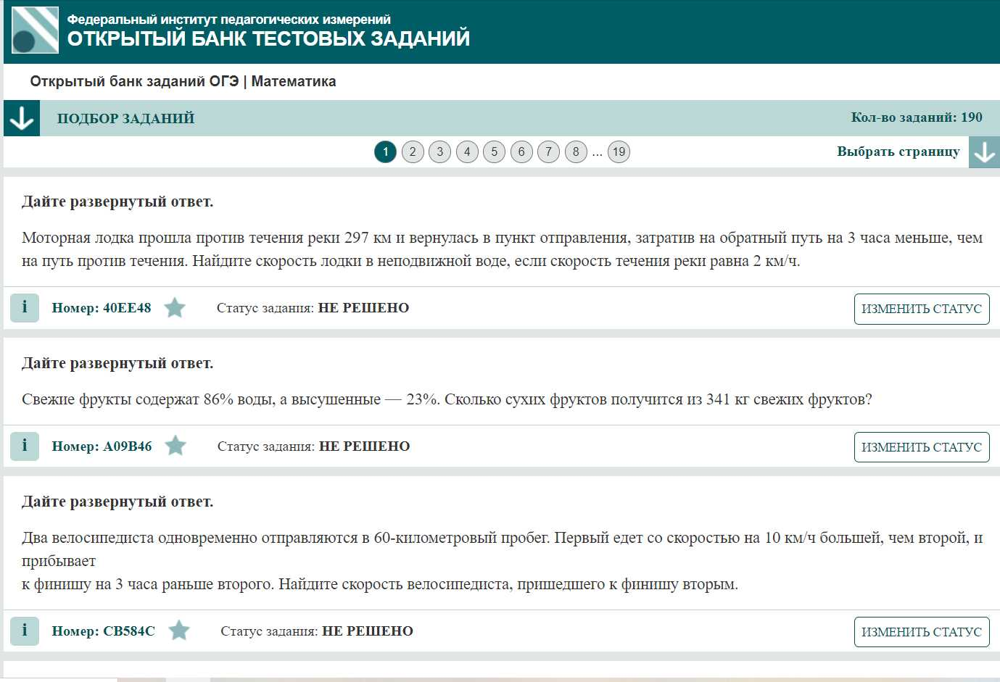 Федеральный институт педагогических измерений
ОТКРЫТЫЙ БАНК ТЕСТОВЫХ ЗАДАНИЙ
Открытый банк заданий ОГЭ | Математика
ПОДБОР ЗАДАНИЙ
Кол-во заданий: 190
1 2 3 4 5 6 7 8 ... 19
Выбрать страницу
Дайте развернутый ответ.
Моторная лодка прошла против течения реки 297 км и вернулась в пункт отправления, затратив на обратный путь на 3 часа меньше, чем
на путь против течения. Найдите скорость лодки в неподвижной воде, если скорость течения реки равна 2 км/ч.
i Номер: 40EE48 Статус задания: НЕ РЕШЕНО ИЗМЕНИТЬ СТАТУС
Дайте развернутый ответ.
Свежие фрукты содержат 86% воды, а высушенные — 23%. Сколько сухих фруктов получится из 341 кг свежих фруктов?
i Номер: A09B46 Статус задания: НЕ РЕШЕНО ИЗМЕНИТЬ СТАТУС
Дайте развернутый ответ.
Два велосипедиста одновременно отправляются в 60-километровый пробег. Первый едет со скоростью на 10 км/ч большей, чем второй, и
прибывает
к финишу на 3 часа раньше второго. Найдите скорость велосипедиста, пришедшего к финишу вторым.
i Номер: CB584C Статус задания: НЕ РЕШЕНО ИЗМЕНИТЬ СТАТУС